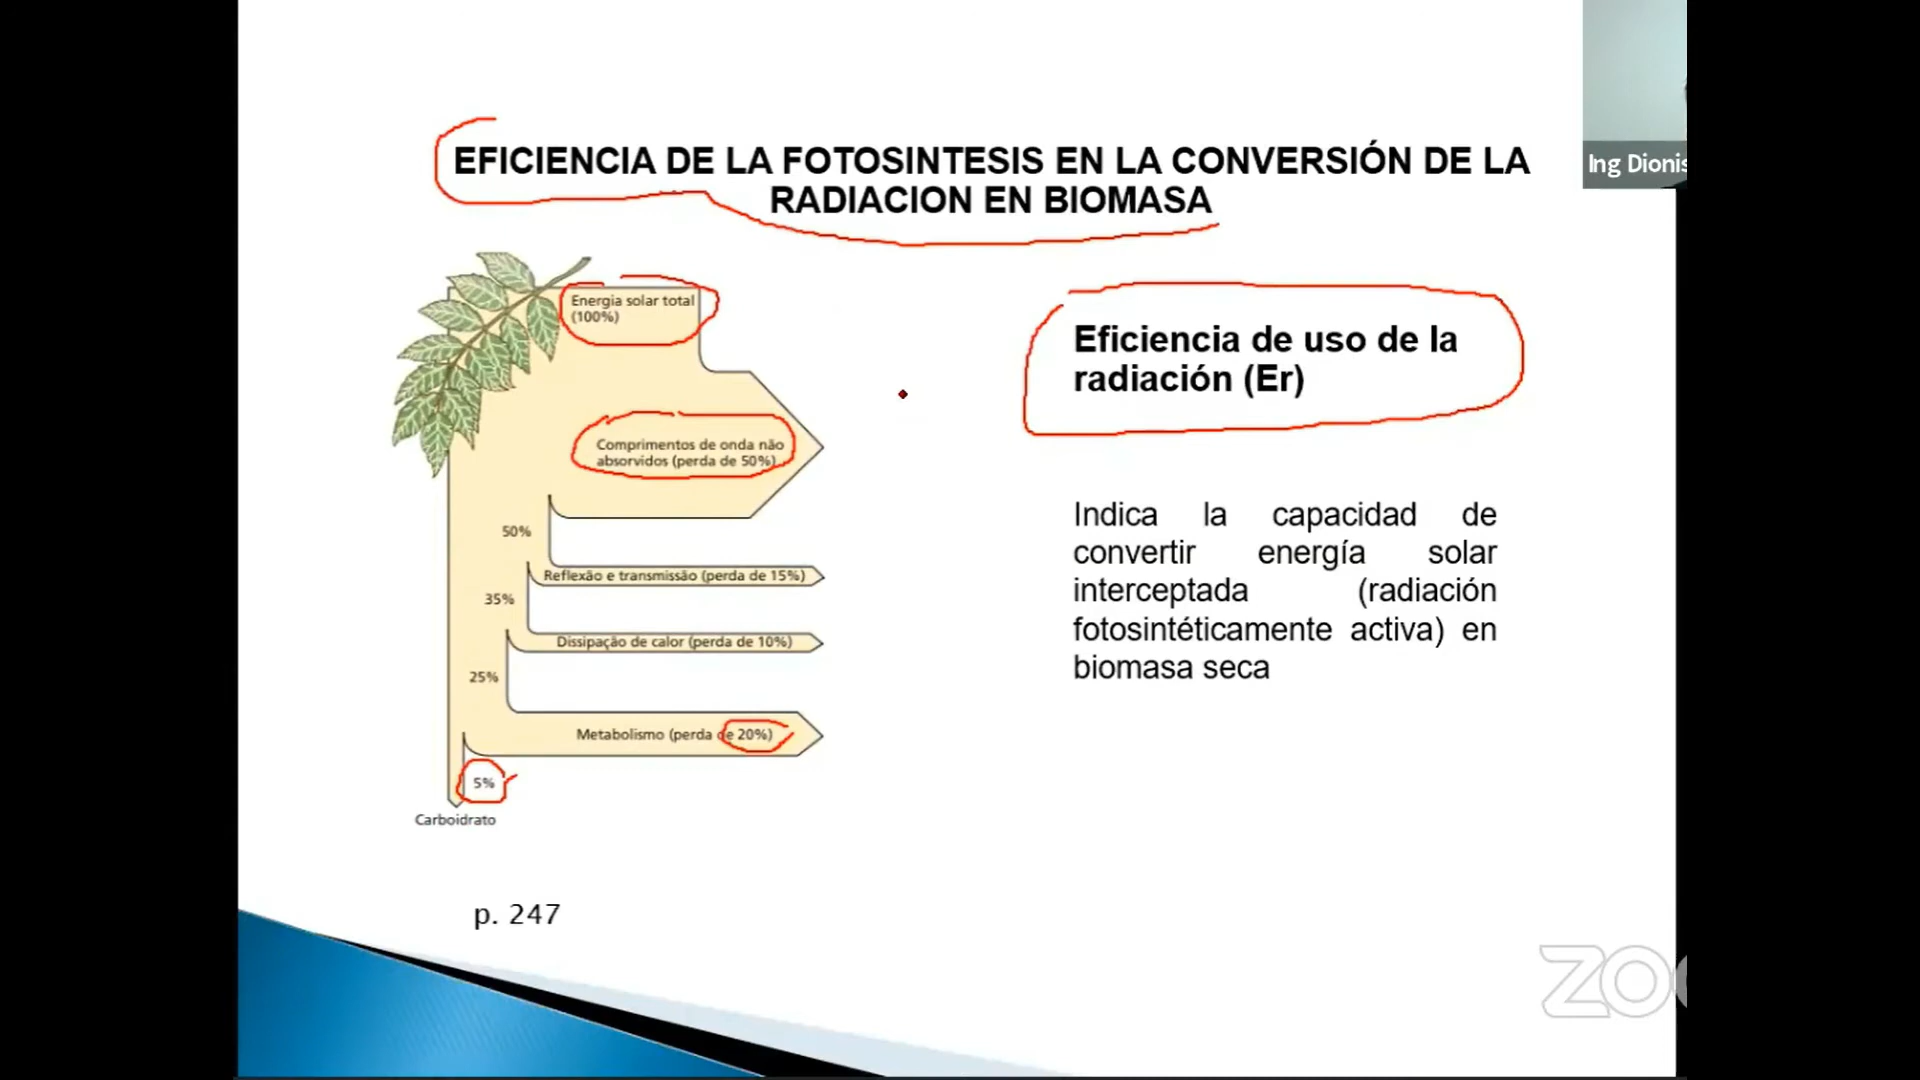 EFICIENCIA DE LA FOTOSINTESIS EN LA CONVERSIÓN DE LA
RADIACION EN BIOMASA
Ing Dionis
Energia solar total
(100%)
Comprimentos de onda não
absorvidos (perda de 50%)
50%
Reflexão e transmissão (perda de 15%)
35%
Dissipação de calor (perda de 10%)
25%
Metabolismo (perda de 20%)
5%
Carboidrato
p. 247
Eficiencia de uso de la
radiación (Er)
Indica la capacidad de
convertir energía solar
interceptada (radiación
fotosintéticamente activa) en
biomasa seca
ZO